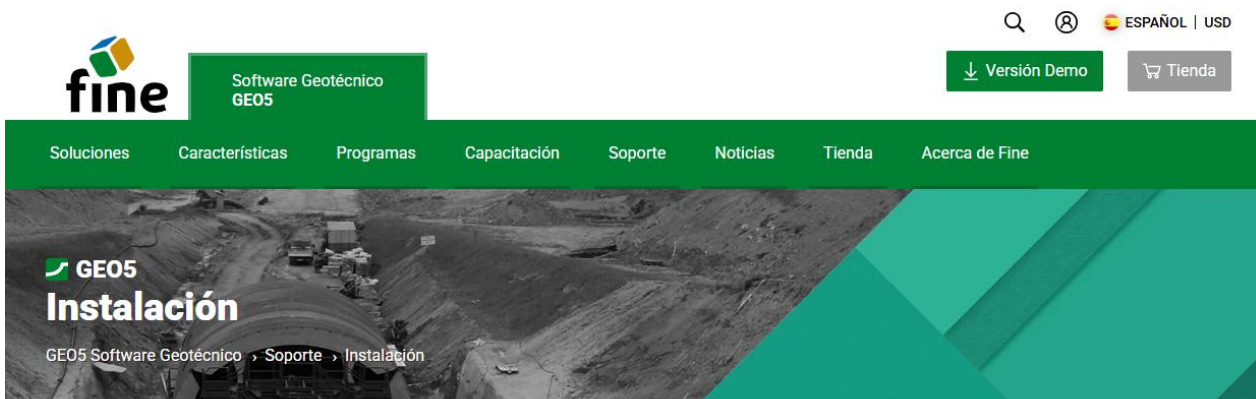 ESPAÑOL | USD
fine
Software Geotécnico
GEO5
Versión Demo
Tienda
Soluciones Características Programas Capacitación Soporte Noticias Tienda Acerca de Fine
GEO5
Instalación
GEO5 Software Geotécnico › Soporte › Instalación